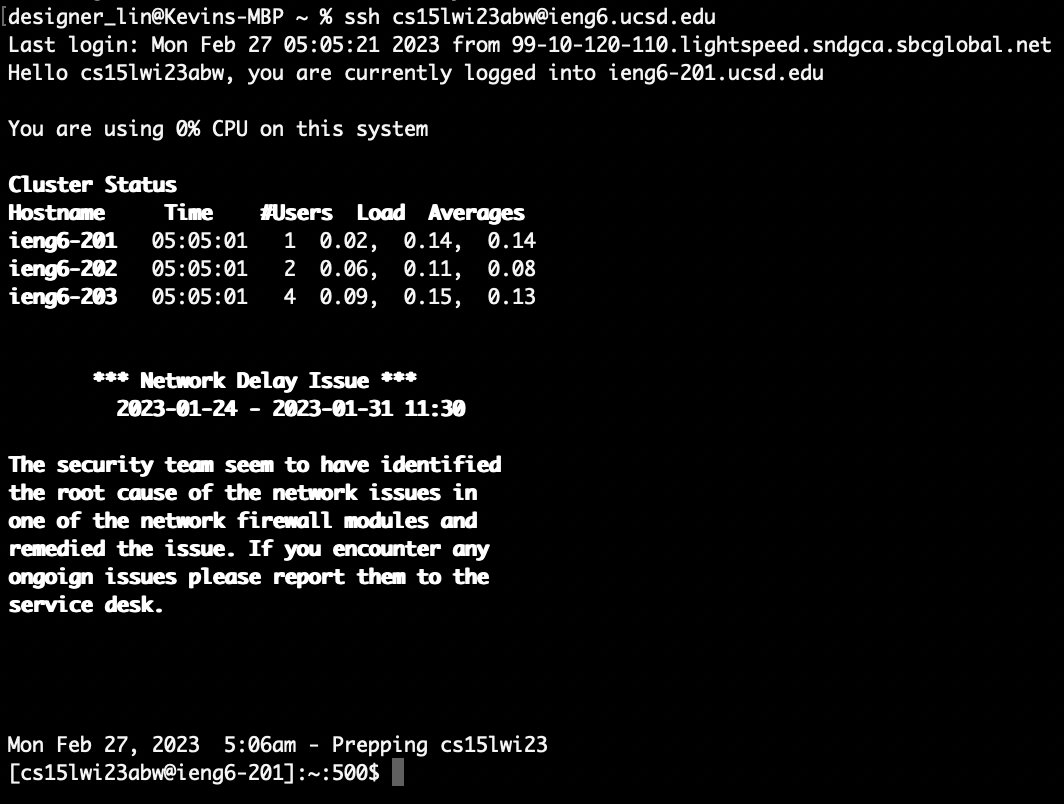 [designer_lin@Kevins-MBP ~ % ssh cs15lwi23abw@ieng6.ucsd.edu
Last login: Mon Feb 27 05:05:21 2023 from 99-10-120-110.lightspeed.sndgca.sbcglobal.net
Hello cs15lwi23abw, you are currently logged into ieng6-201.ucsd.edu
You are using 0% CPU on this system
Cluster Status
Hostname     Time    #Users  Load  Averages
ieng6-201   05:05:01   1  0.02,  0.14,  0.14
ieng6-202   05:05:01   2  0.06,  0.11,  0.08
ieng6-203   05:05:01   4  0.09,  0.15,  0.13
*** Network Delay Issue ***
2023-01-24 - 2023-01-31 11:30
The security team seem to have identified
the root cause of the network issues in
one of the network firewall modules and
remedied the issue. If you encounter any
ongoign issues please report them to the
service desk.
Mon Feb 27, 2023  5:06am - Prepping cs15lwi23
[cs15lwi23abw@ieng6-201]:~:500$